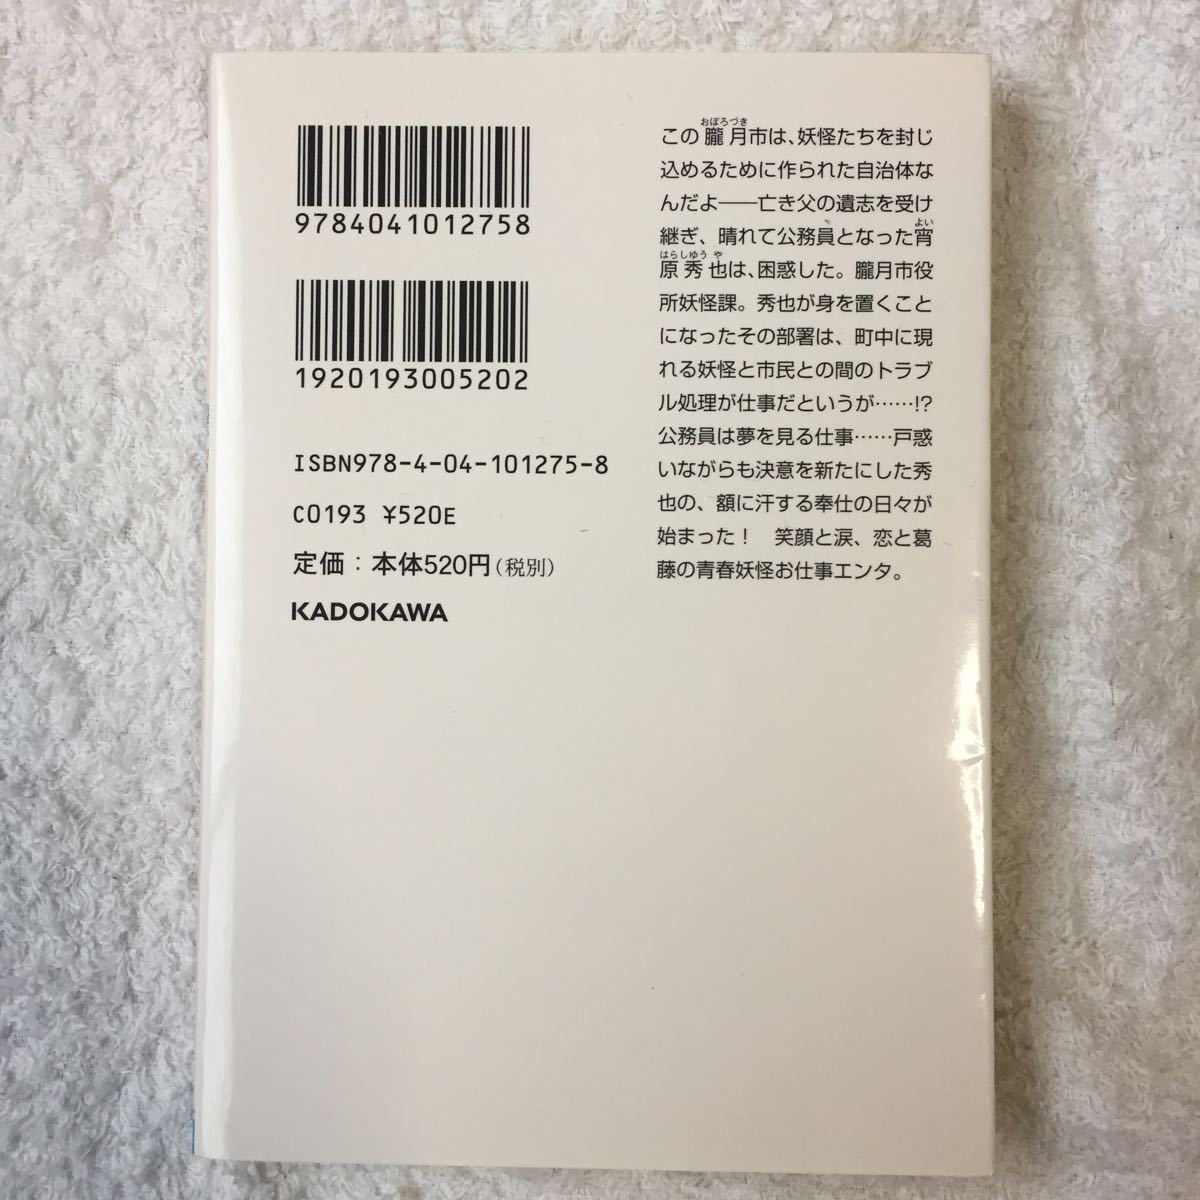 9784041012758
1920193005202
ISBN978-4-04-101275-8
C0193 ¥520E
定価：本体520円（税別）
KADOKAWA
おぼろづき
この朧月市は、妖怪たちを封じ
込めるために作られた自治体な
んだよ――亡き父の遺志を受け
よい
継ぎ、晴れて公務員となった宵
はらしゆうや
原秀也は、困惑した。朧月市役
所妖怪課。秀也が身を置くこと
になったその部署は、町中に現
れる妖怪と市民との間のトラブ
ル処理が仕事だというが……!?
公務員は夢を見る仕事……戸惑
いながらも決意を新たにした秀
也の、額に汗する奉仕の日々が
始まった！　笑顔と涙、恋と葛
藤の青春妖怪お仕事エンタ。